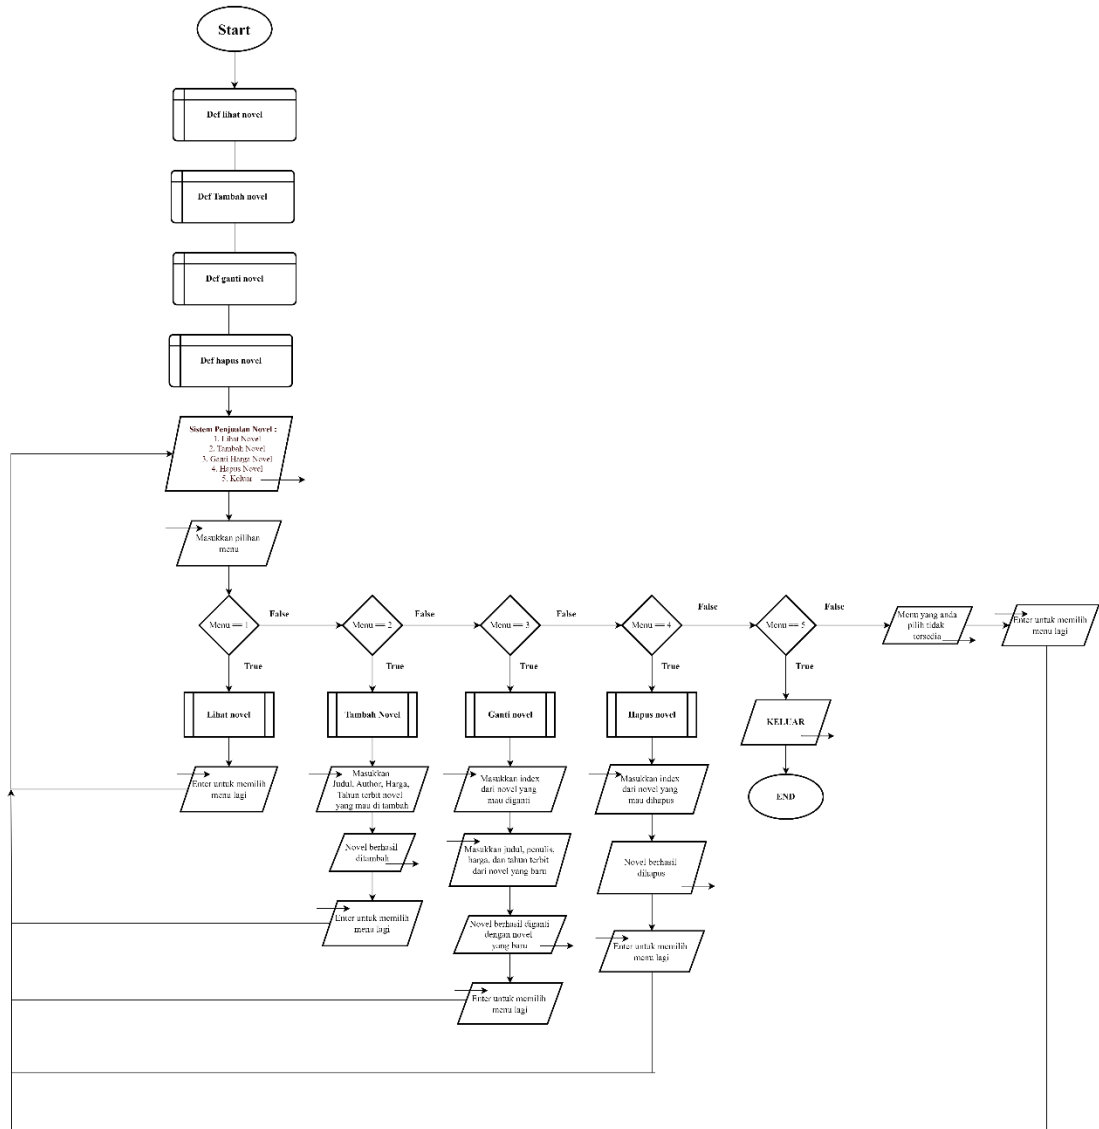 Start
Def lihat novel
Def Tambah novel
Def ganti novel
Def hapus novel
Sistem Penjualan Novel :
1. Lihat Novel
2. Tambah Novel
3. Ganti Harga Novel
4. Hapus Novel
5. Keluar
Masukkan pilihan
menu
Menu == 1
False
Menu == 2
False
Menu == 3
False
Menu == 4
False
Menu == 5
False
Menu yang anda
pilih tidak
tersedia
Enter untuk memilih
menu lagi
True
True
True
True
True
Lihat novel
Tambah Novel
Ganti novel
Hapus novel
KELUAR
Enter untuk memilih
menu lagi
Masukkan
Judul, Author, Harga,
Tahun terbit novel
yang mau di tambah
Masukkan index
dari novel yang
mau diganti
Masukkan index
dari novel yang
mau dihapus
END
Novel berhasil
ditambah
Masukkan judul, penulis,
harga, dan tahun terbit
dari novel yang baru
Novel berhasil
dihapus
Enter untuk memilih
menu lagi
Novel berhasil diganti
dengan novel
yang baru
Enter untuk memilih
menu lagi
Enter untuk memilih
menu lagi